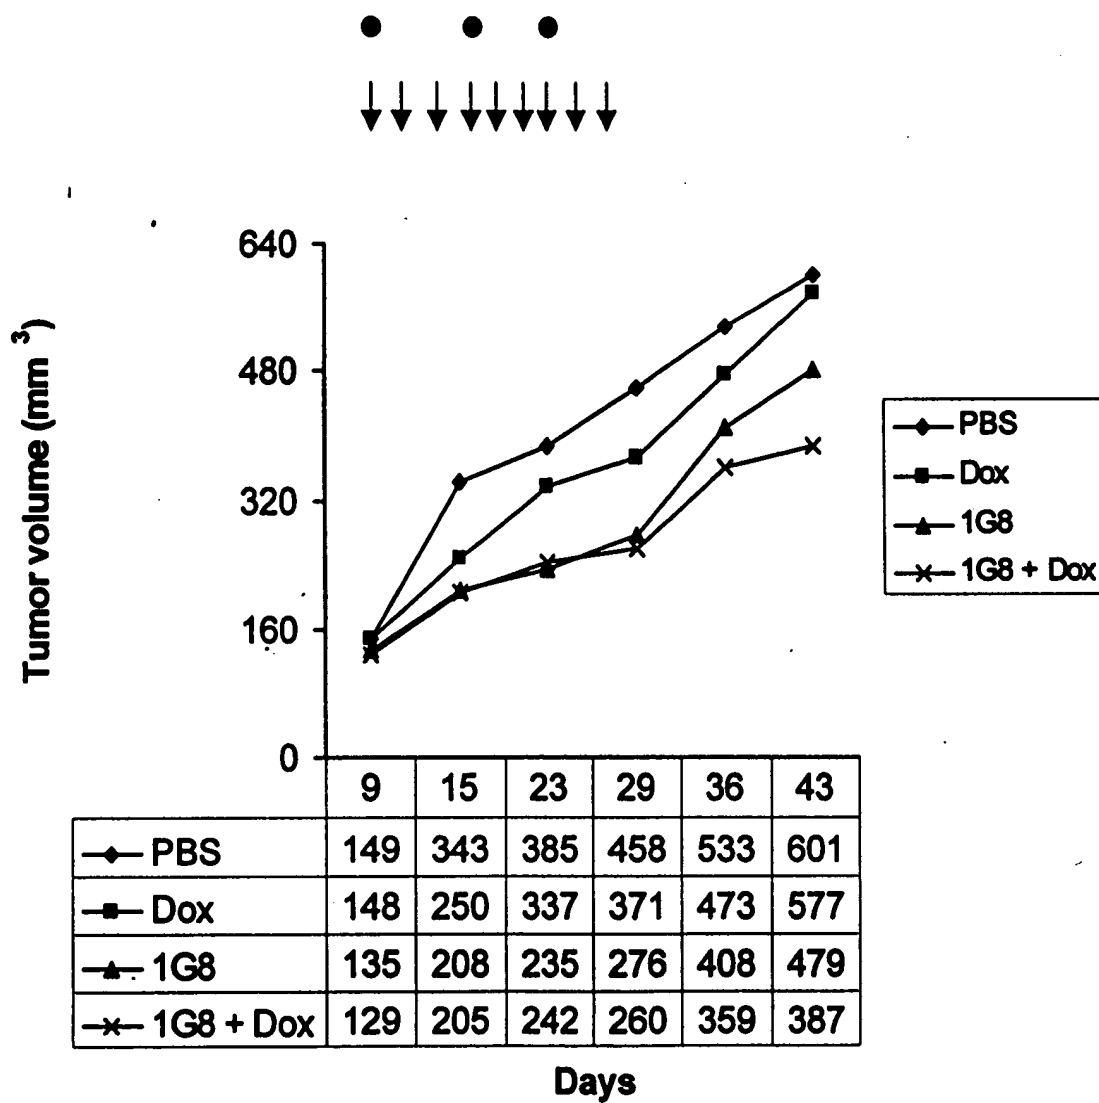 640
480
320
160
0
Tumor volume (mm ³)
PBS
Dox
1G8
1G8 + Dox
9 15 23 29 36 43
PBS 149 343 385 458 533 601
Dox 148 250 337 371 473 577
1G8 135 208 235 276 408 479
1G8 + Dox 129 205 242 260 359 387
Days